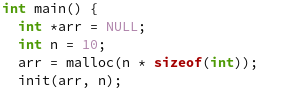 int main() {
  int *arr = NULL;
  int n = 10;
  arr = malloc(n * sizeof(int));
  init(arr, n);